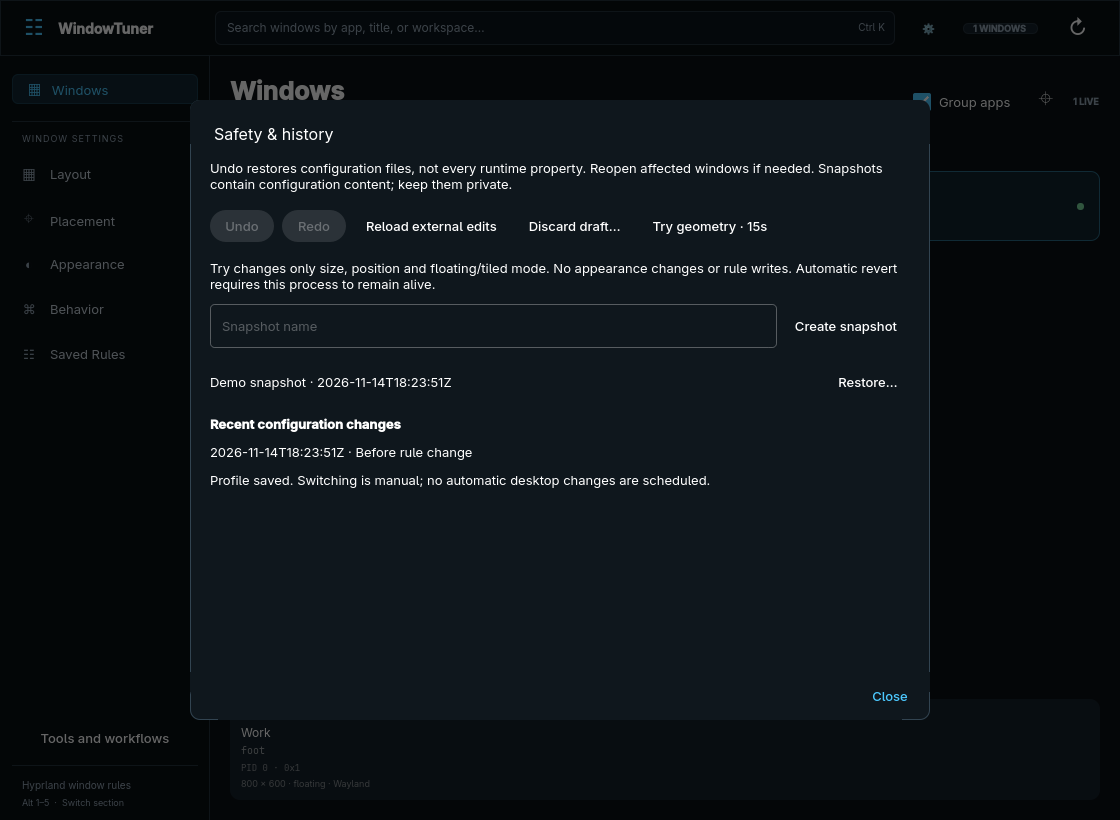 WindowTuner
Search windows by app, title, or workspace...
Ctrl K
1 WINDOWS
Windows
WINDOW SETTINGS
Layout
Placement
Appearance
Behavior
Saved Rules
Tools and workflows
Hyprland window rules
Alt 1–5 · Switch section
Windows
Group apps
1 LIVE
Safety & history
Undo restores configuration files, not every runtime property. Reopen affected windows if needed. Snapshots
contain configuration content; keep them private.
Undo
Redo
Reload external edits
Discard draft...
Try geometry · 15s
Try changes only size, position and floating/tiled mode. No appearance changes or rule writes. Automatic revert
requires this process to remain alive.
Snapshot name
Create snapshot
Demo snapshot · 2026-11-14T18:23:51Z
Restore...
Recent configuration changes
2026-11-14T18:23:51Z · Before rule change
Profile saved. Switching is manual; no automatic desktop changes are scheduled.
Close
Work
foot
PID 0 · 0x1
800 × 600 · floating · Wayland